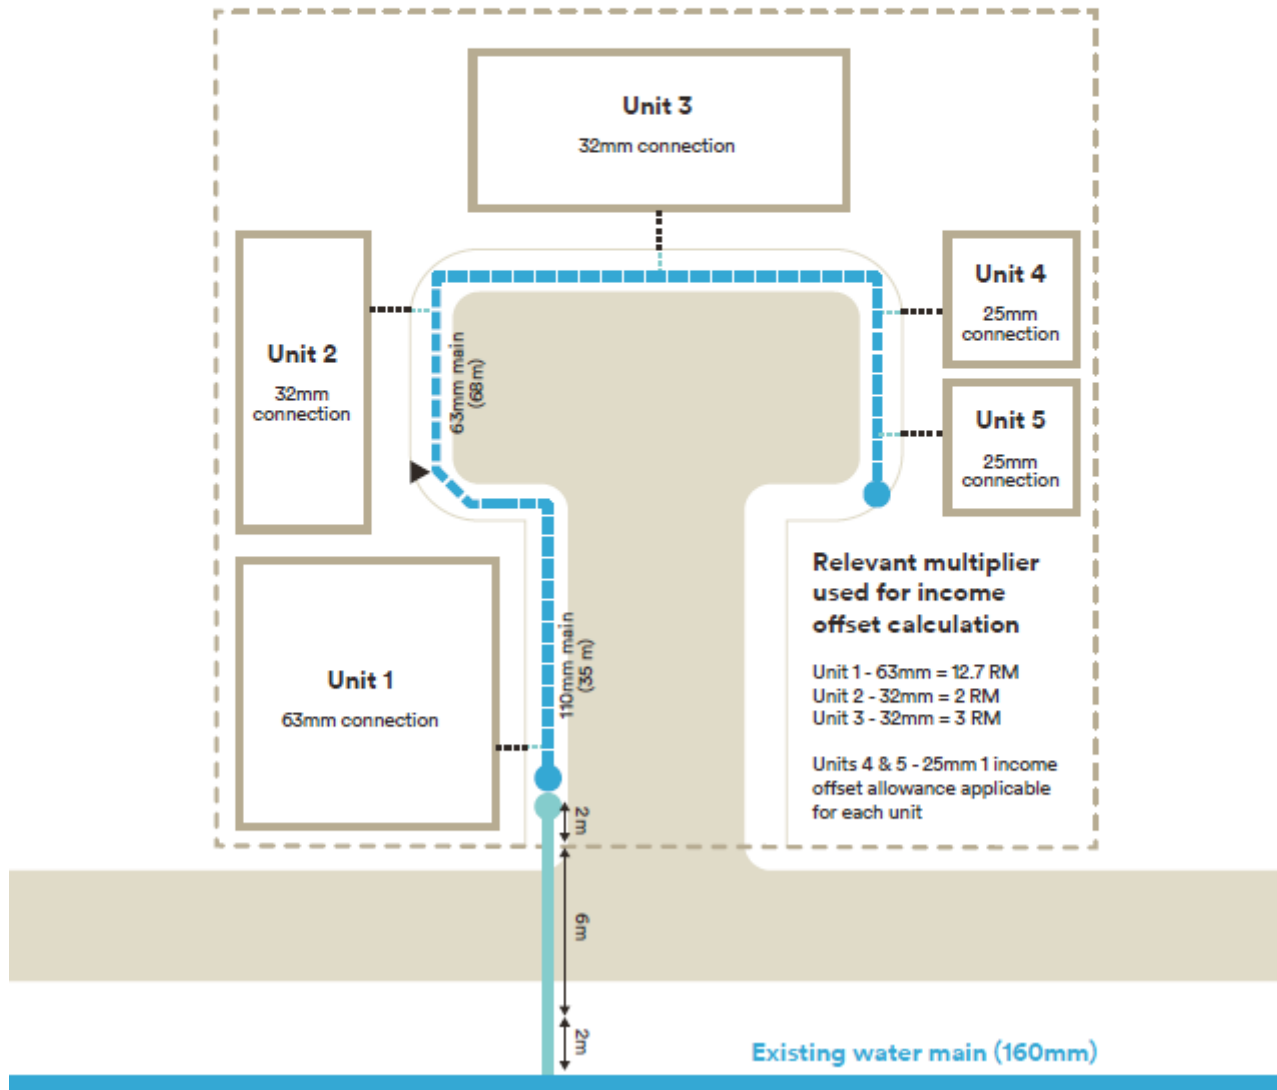 Unit 3
32mm connection
Unit 2
32mm
connection
Unit 4
25mm
connection
Unit 5
25mm
connection
63mm main
(68 m)
Unit 1
63mm connection
110mm main
(35 m)
Relevant multiplier
used for income
offset calculation
Unit 1 - 63mm = 12.7 RM
Unit 2 - 32mm = 2 RM
Unit 3 - 32mm = 3 RM
Units 4 & 5 - 25mm 1 income
offset allowance applicable
for each unit
2m
6m
2m
Existing water main (160mm)